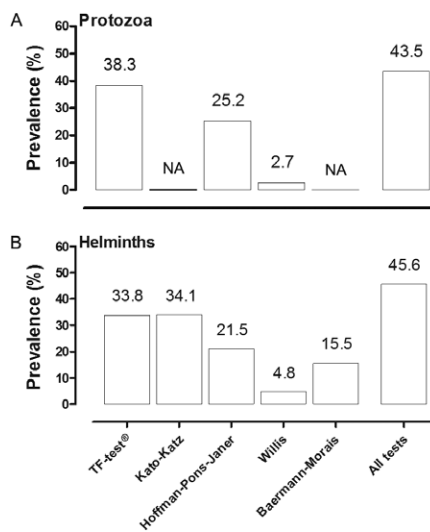 A Protozoa
Prevalence (%)
60
50
40
30
20
10
0
38.3
NA
25.2
2.7
NA
43.5
B Helminths
Prevalence (%)
60
50
40
30
20
10
0
33.8
34.1
21.5
4.8
15.5
45.6
TF-test®
Kato-Katz
Hoffman-Pons-Janer
Willis
Baermann-Morais
All tests